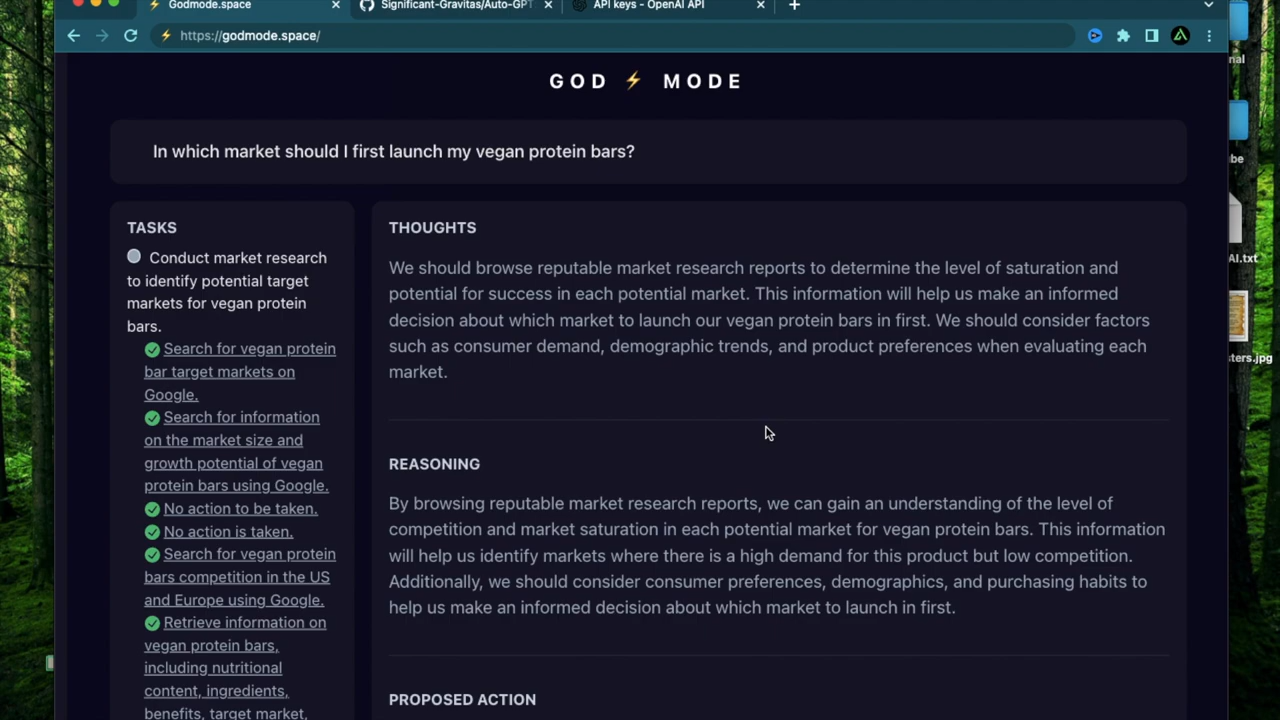 Godmode.space
Significant-Gravitas/Auto-GPT
API keys - OpenAI API
https://godmode.space/
GOD ⚡ MODE
In which market should I first launch my vegan protein bars?
TASKS
Conduct market research
to identify potential target
markets for vegan protein
bars.
Search for vegan protein
bar target markets on
Google.
Search for information
on the market size and
growth potential of vegan
protein bars using Google.
No action to be taken.
No action is taken.
Search for vegan protein
bars competition in the US
and Europe using Google.
Retrieve information on
vegan protein bars,
including nutritional
content, ingredients,
benefits, target market,
THOUGHTS
We should browse reputable market research reports to determine the level of saturation and
potential for success in each potential market. This information will help us make an informed
decision about which market to launch our vegan protein bars in first. We should consider factors
such as consumer demand, demographic trends, and product preferences when evaluating each
market.
REASONING
By browsing reputable market research reports, we can gain an understanding of the level of
competition and market saturation in each potential market for vegan protein bars. This information
will help us identify markets where there is a high demand for this product but low competition.
Additionally, we should consider consumer preferences, demographics, and purchasing habits to
help us make an informed decision about which market to launch in first.
PROPOSED ACTION
nal
be
AI.txt
sters.jpg